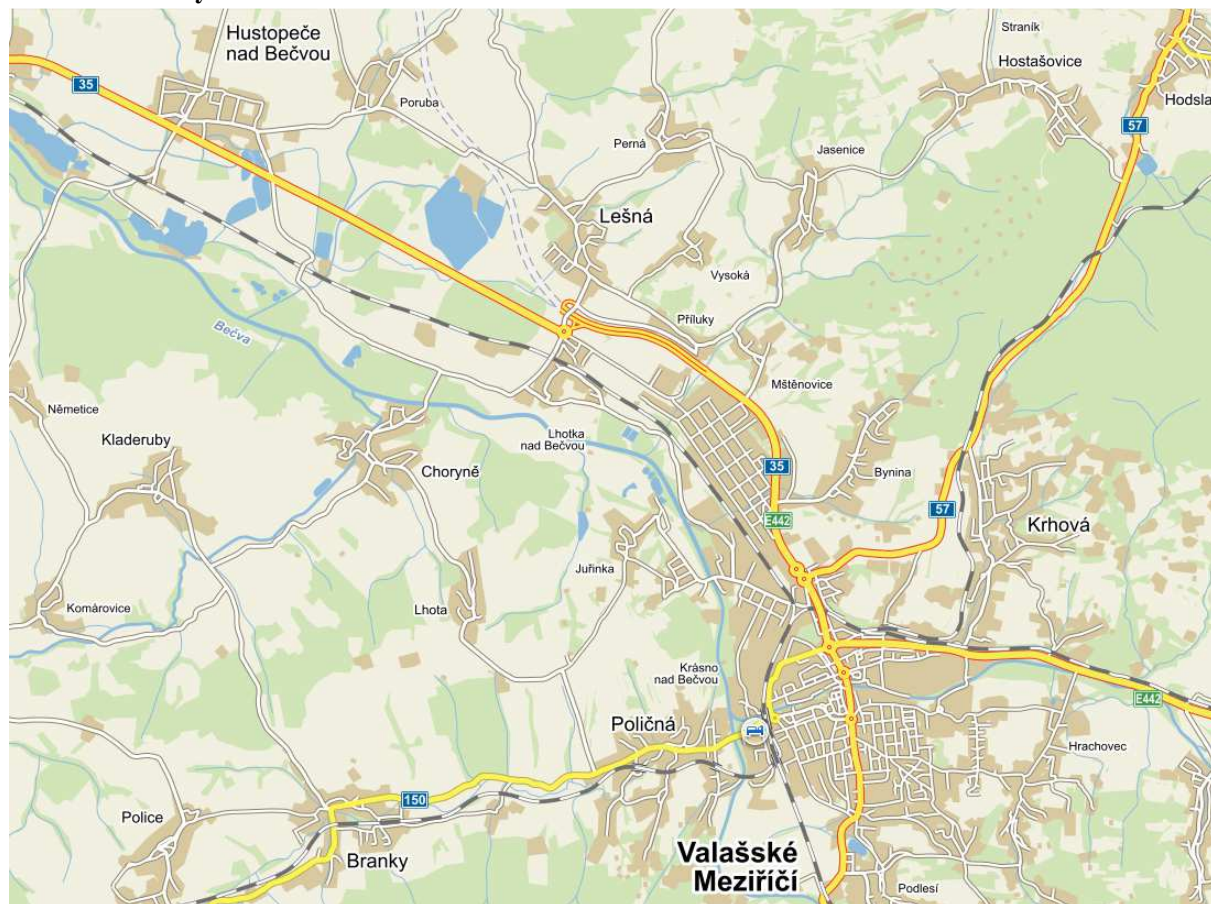 Hustopeče
nad Bečvou
Straník
Hostašovice
35
Poruba
Hodsla
57
Perná
Jasenice
Lešná
Vysoká
Bečva
Příluky
Mštěnovice
Němetice
Kladeruby
Lhotka
nad Bečvou
Choryně
35
Bynina
57
E442
Krhová
Juřinka
Komárovice
Lhota
Krásno
nad Bečvou
E442
Poličná
Hrachovec
150
Police
Branky
Valašské
Meziříčí
Podlesí